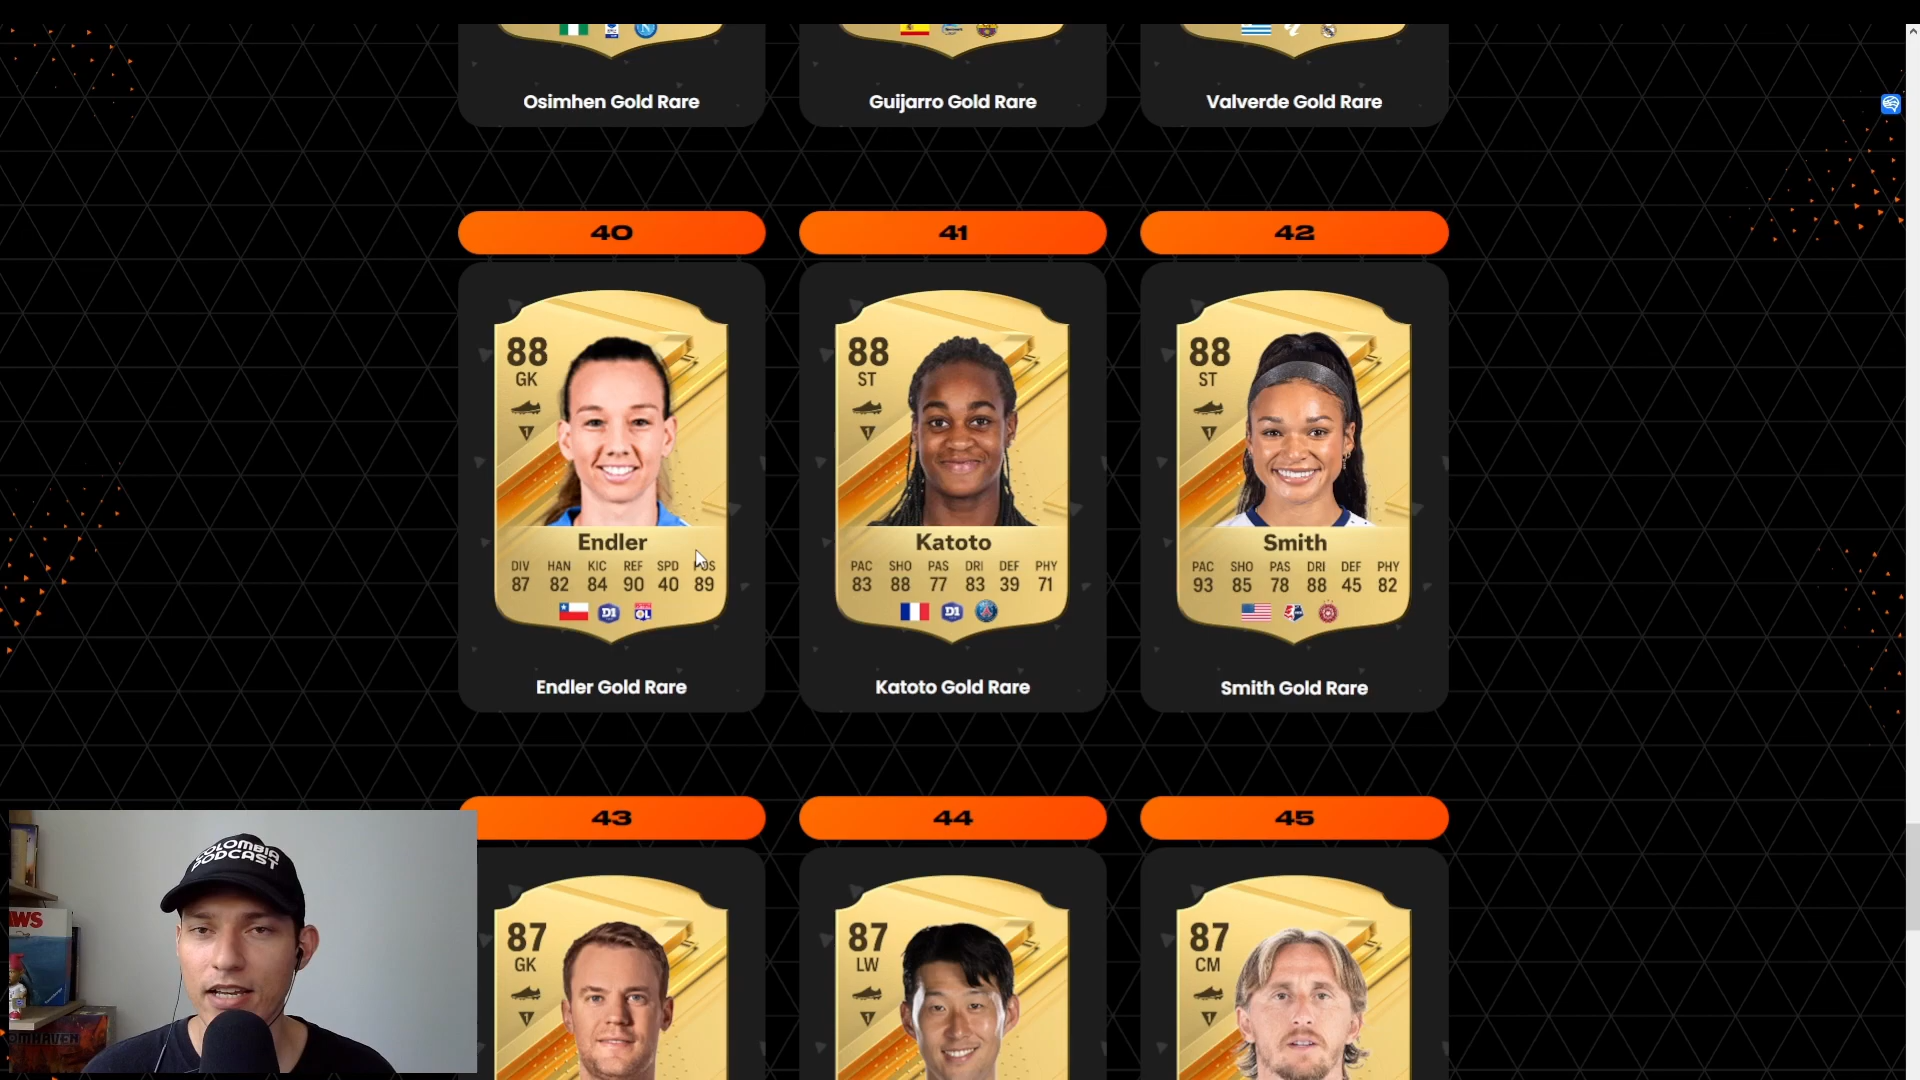 Osimhen Gold Rare
Guijarro Gold Rare
Valverde Gold Rare
40
41
42
88
GK
Endler
DIV HAN KIC REF SPD
87 82 84 90 40 89
D1
OL
Endler Gold Rare
88
ST
Katoto
PAC SHO PAS DRI DEF PHY
83 88 77 83 39 71
D1
Katoto Gold Rare
88
ST
Smith
PAC SHO PAS DRI DEF PHY
93 85 78 88 45 82
Smith Gold Rare
43
44
45
87
GK
87
LW
87
CM
COLOMBIA
PODCAST